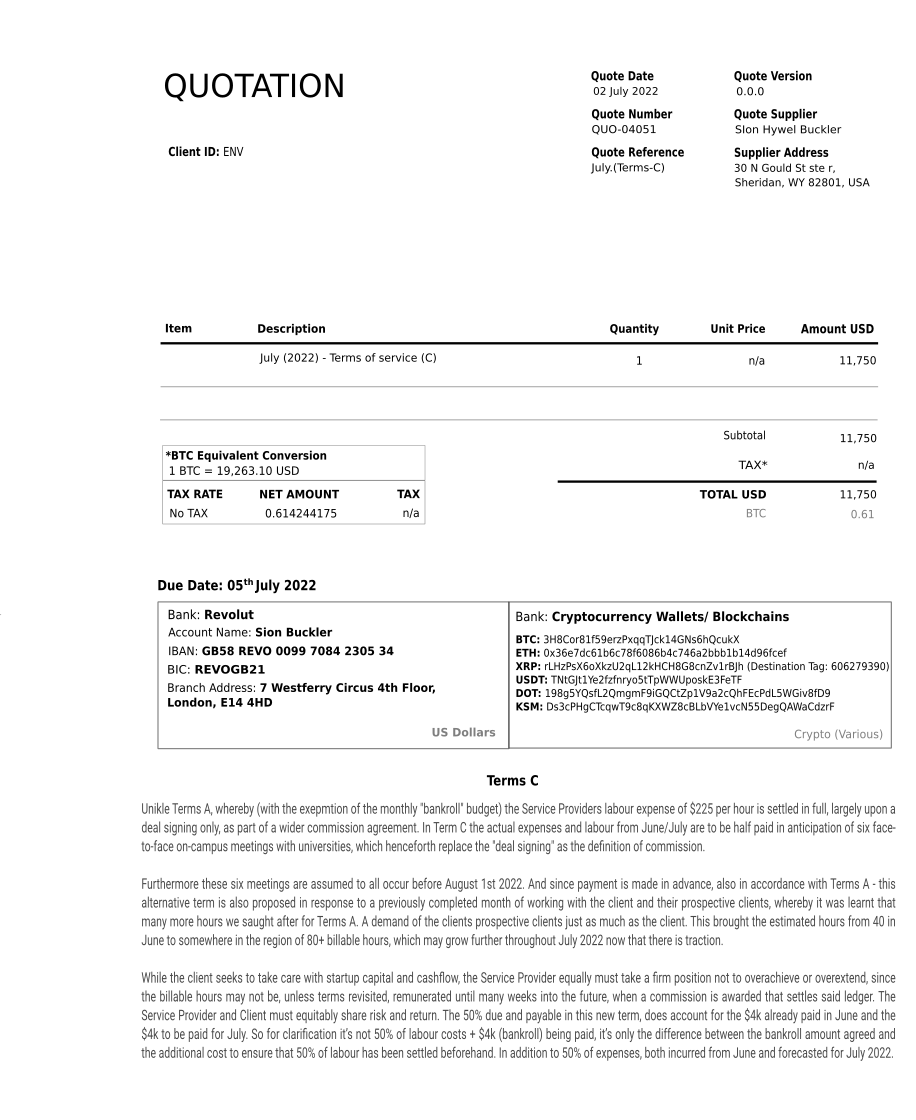 QUOTATION
Client ID: ENV
Quote Date
02 July 2022
Quote Number
QUO-04051
Quote Reference
July.(Terms-C)
Quote Version
0.0.0
Quote Supplier
SIon Hywel Buckler
Supplier Address
30 N Gould St ste r,
Sheridan, WY 82801, USA
Item Description Quantity Unit Price Amount USD
July (2022) - Terms of service (C) 1 n/a 11,750
Subtotal 11,750
TAX* n/a
TOTAL USD 11,750
BTC 0.61
*BTC Equivalent Conversion
1 BTC = 19,263.10 USD
TAX RATE NET AMOUNT TAX
No TAX 0.614244175 n/a
Due Date: 05th July 2022
Bank: Revolut
Account Name: Sion Buckler
IBAN: GB58 REVO 0099 7084 2305 34
BIC: REVOGB21
Branch Address: 7 Westferry Circus 4th Floor,
London, E14 4HD
US Dollars
Bank: Cryptocurrency Wallets/ Blockchains
BTC: 3H8Cor81f59erzPxqqTJck14GNs6hQcukX
ETH: 0x36e7dc61b6c78f6086b4c746a2bbb1b14d96fcef
XRP: rLHzPsX6oXkzU2qL12kHCH8G8cnZv1rBJh (Destination Tag: 606279390)
USDT: TNtGJt1Ye2fzfnryo5tTpWWUposkE3FeTF
DOT: 198g5YQsfL2QmgmF9iGQCtZp1V9a2cQhFEcPdL5WGiv8fD9
KSM: Ds3cPHgCTcqwT9c8qKXWZ8cBLbVYe1vcN55DegQAWaCdzrF
Crypto (Various)
Terms C
Unikle Terms A, whereby (with the exepmtion of the monthly "bankroll" budget) the Service Providers labour expense of $225 per hour is settled in full, largely upon a
deal signing only, as part of a wider commission agreement. In Term C the actual expenses and labour from June/July are to be half paid in anticipation of six face-
to-face on-campus meetings with universities, which henceforth replace the "deal signing" as the definition of commission.
Furthermore these six meetings are assumed to all occur before August 1st 2022. And since payment is made in advance, also in accordance with Terms A - this
alternative term is also proposed in response to a previously completed month of working with the client and their prospective clients, whereby it was learnt that
many more hours we saught after for Terms A. A demand of the clients prospective clients just as much as the client. This brought the estimated hours from 40 in
June to somewhere in the region of 80+ billable hours, which may grow further throughout July 2022 now that there is traction.
While the client seeks to take care with startup capital and cashflow, the Service Provider equally must take a firm position not to overachieve or overextend, since
the billable hours may not be, unless terms revisited, remunerated until many weeks into the future, when a commission is awarded that settles said ledger. The
Service Provider and Client must equitably share risk and return. The 50% due and payable in this new term, does account for the $4k already paid in June and the
$4k to be paid for July. So for clarification it's not 50% of labour costs + $4k (bankroll) being paid, it's only the difference between the bankroll amount agreed and
the additional cost to ensure that 50% of labour has been settled beforehand. In addition to 50% of expenses, both incurred from June and forecasted for July 2022.